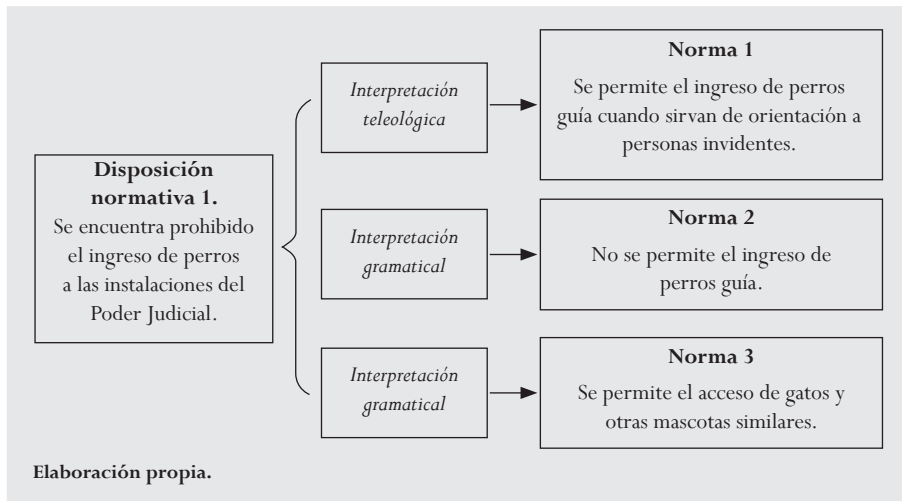 Disposición
normativa 1.
Se encuentra prohibido
el ingreso de perros
a las instalaciones del
Poder Judicial.
Interpretación
teleológica
Norma 1
Se permite el ingreso de perros
guía cuando sirvan de orientación a
personas invidentes.
Interpretación
gramatical
Norma 2
No se permite el ingreso de
perros guía.
Interpretación
gramatical
Norma 3
Se permite el acceso de gatos y
otras mascotas similares.
Elaboración propia.